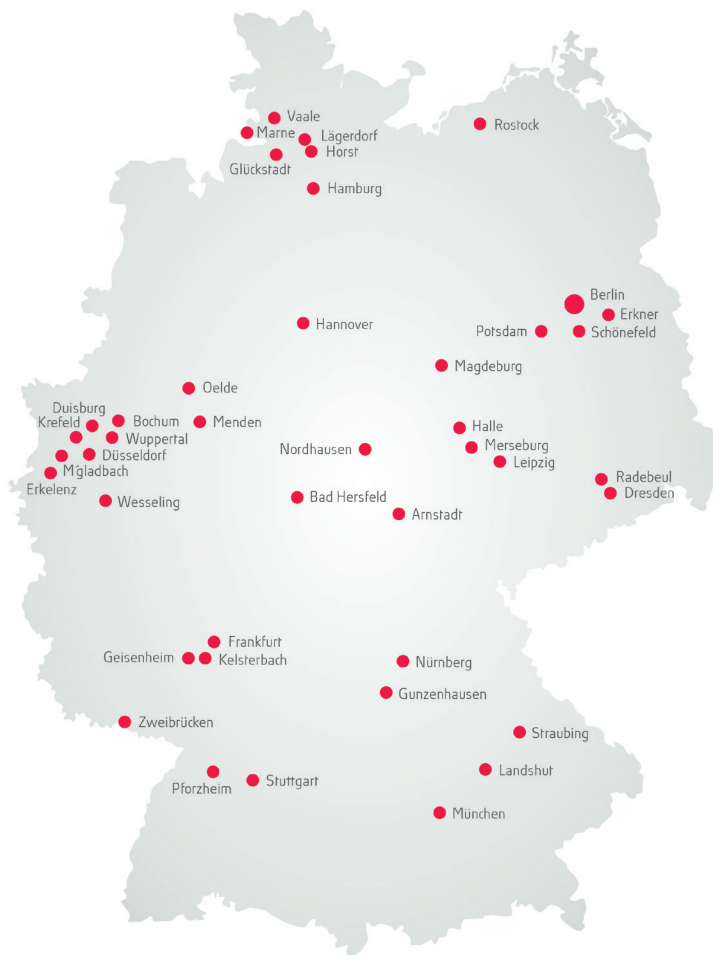 Vaale
Marne
Lägerdorf
Horst
Glückstadt
Hamburg
Rostock
Berlin
Erkner
Potsdam
Schönefeld
Hannover
Magdeburg
Oelde
Duisburg
Krefeld
Bochum
Menden
Wuppertal
Düsseldorf
M'gladbach
Erkelenz
Wesseling
Halle
Merseburg
Leipzig
Nordhausen
Radebeul
Dresden
Bad Hersfeld
Arnstadt
Frankfurt
Geisenheim
Kelsterbach
Nürnberg
Gunzenhausen
Zweibrücken
Straubing
Landshut
Pforzheim
Stuttgart
München